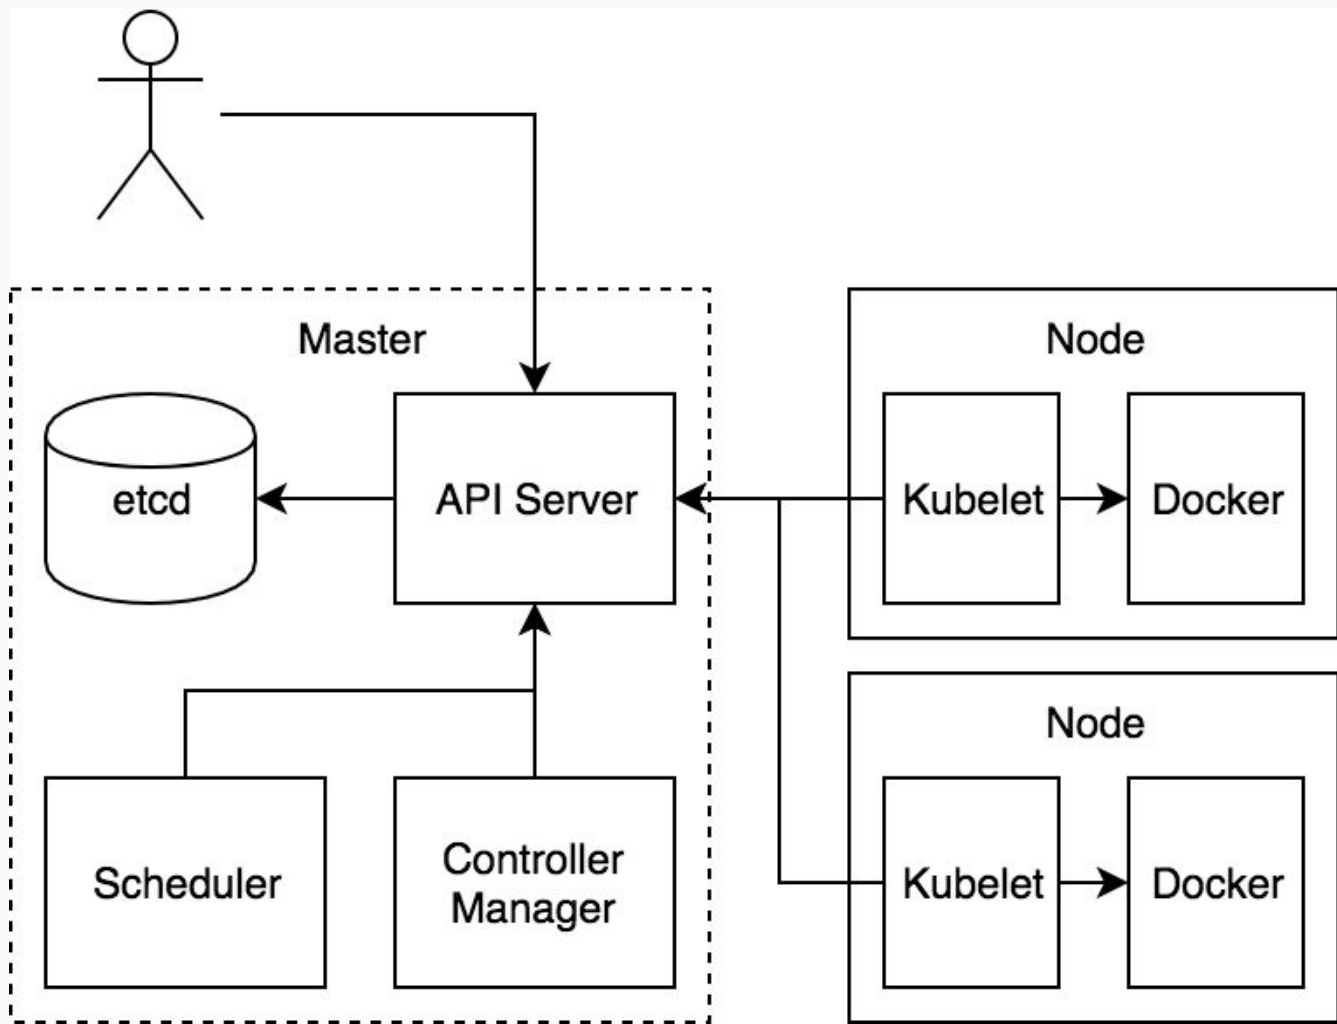 Master
etcd
API Server
Scheduler
Controller
Manager
Node
Kubelet
Docker
Node
Kubelet
Docker